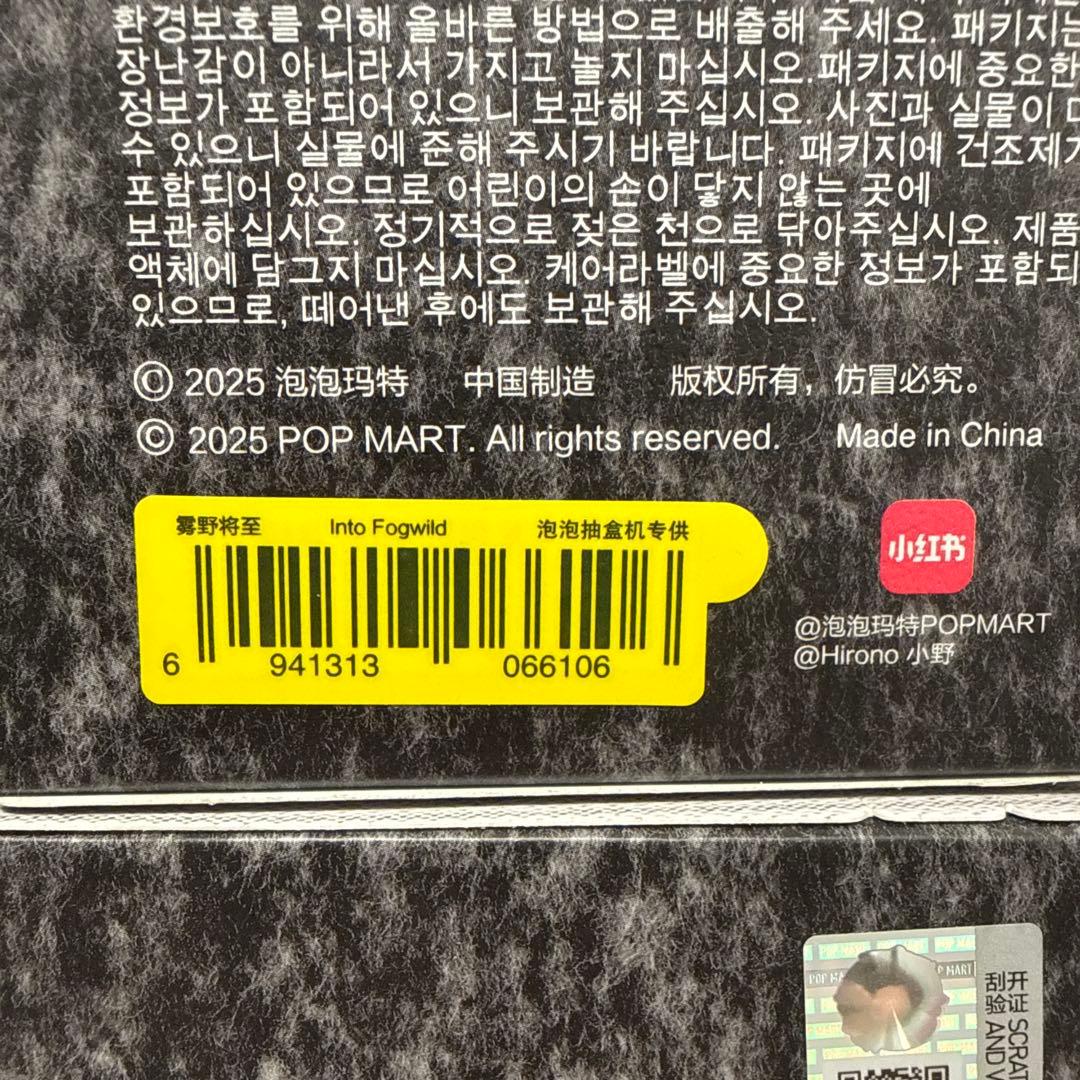 환경보호를 위해 올바른 방법으로 배출해 주세요. 패키지는
장난감이 아니라서 가지고 놀지 마십시오.패키지에 중요한
정보가 포함되어 있으니 보관해 주십시오. 사진과 실물이
수 있으니 실물에 준해 주시기 바랍니다. 패키지에 건조제가
포함되어 있으므로 어린이의 손이 닿지 않는 곳에
보관하십시오. 정기적으로 젖은 천으로 닦아주십시오. 제품
액체에 담그지 마십시오. 케어라벨에 중요한 정보가 포함되
있으므로, 떼어낸 후에도 보관해 주십시오.
© 2025 泡泡玛特 中国制造 版权所有，仿冒必究。
© 2025 POP MART. All rights reserved. Made in China
雾野将至 Into Fogwild 泡泡抽盒机专供
6 941313 066106
小红书
@泡泡玛特POPMART
@Hirono 小野
POP MART
开证 SCRAT
刮验 AND V